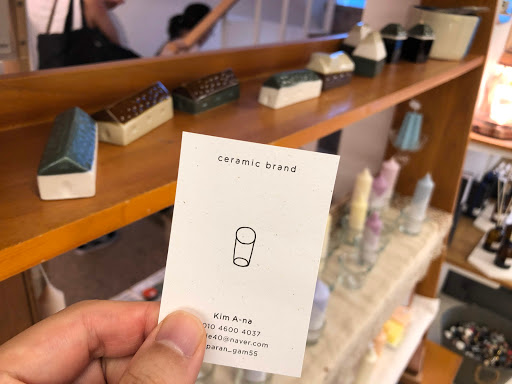 ceramic brand
Kim A-na
010 4600 4037
e40@naver.com
paran_gam55